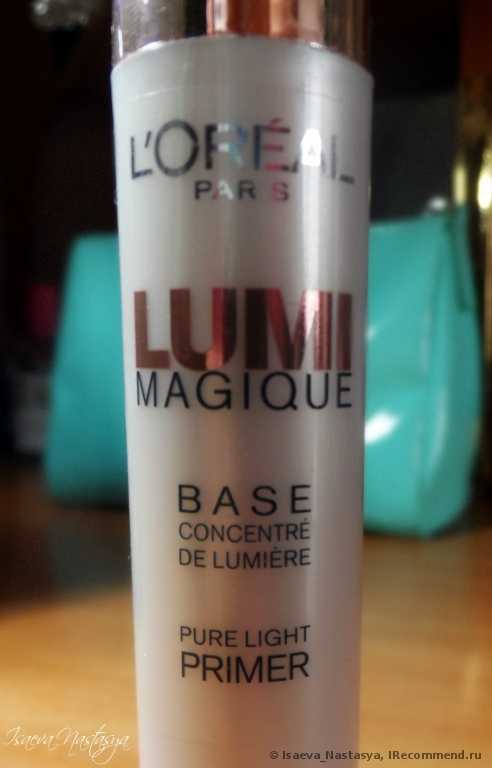 L'ORÉAL
PARIS
LUMI
MAGIQUE
BASE
CONCENTRÉ
DE LUMIÈRE
PURE LIGHT
PRIMER
Isaeva Nastasya
© Isaeva_Nastasya, IRecommend.ru